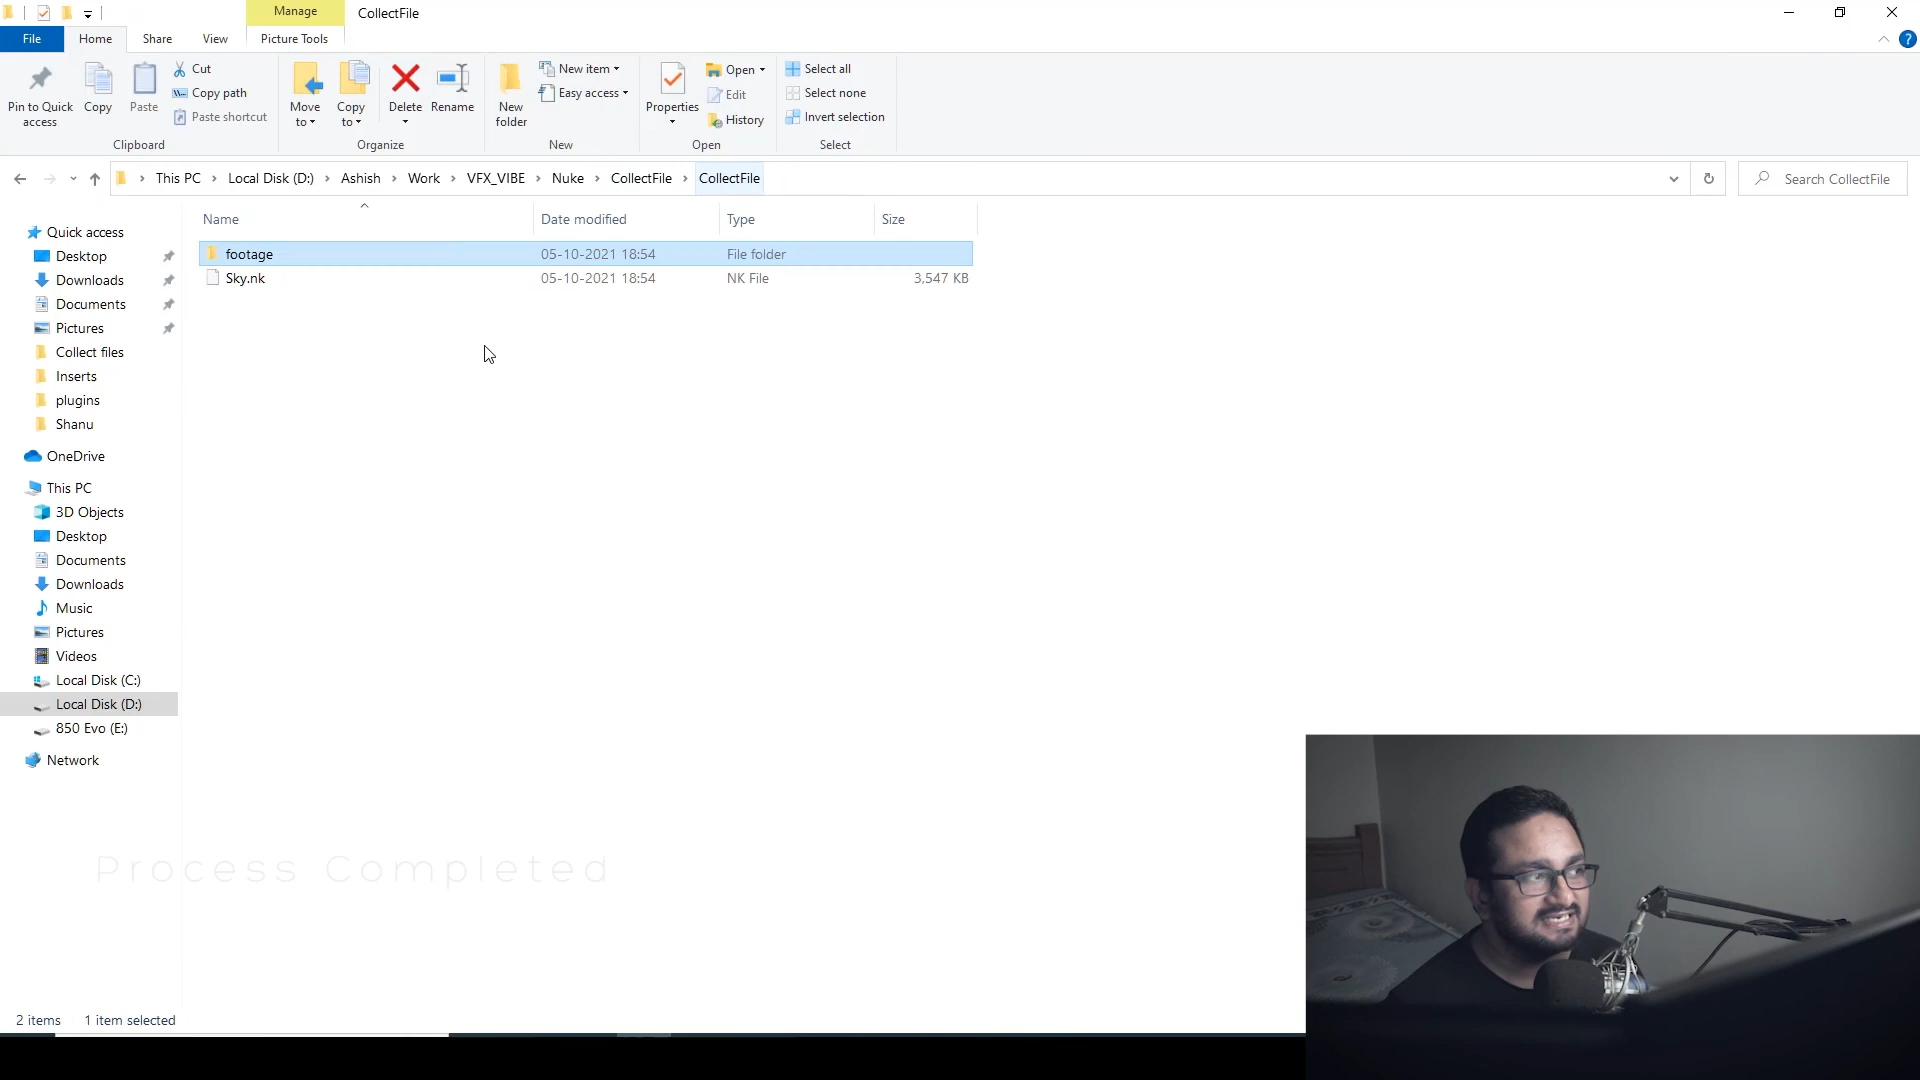 Manage
CollectFile
File
Home
Share
View
Picture Tools
?
Pin to Quick
access
Copy
Paste
Cut
Copy path
Paste shortcut
Clipboard
Move
to
Copy
to
Delete
Rename
Organize
New
folder
New item
Easy access
New
Properties
Open
Edit
History
Open
Select all
Select none
Invert selection
Select
This PC
Local Disk (D:)
Ashish
Work
VFX_VIBE
Nuke
CollectFile
CollectFile
Search CollectFile
Name
Date modified
Type
Size
footage
05-10-2021 18:54
File folder
Sky.nk
05-10-2021 18:54
NK File
3,547 KB
Quick access
Desktop
Downloads
Documents
Pictures
Collect files
Inserts
plugins
Shanu
OneDrive
This PC
3D Objects
Desktop
Documents
Downloads
Music
Pictures
Videos
Local Disk (C:)
Local Disk (D:)
850 Evo (E:)
Network
Process Completed
2 items
1 item selected